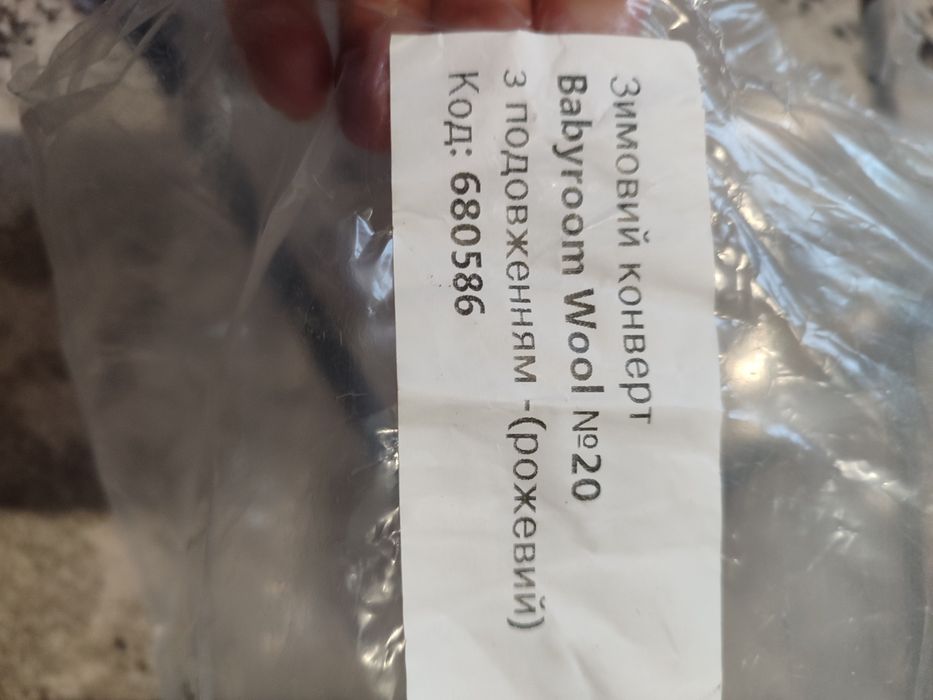 Зимовий конверт
Babyroom Wool №20
з подовженням -(рожевий)
Код: 680586